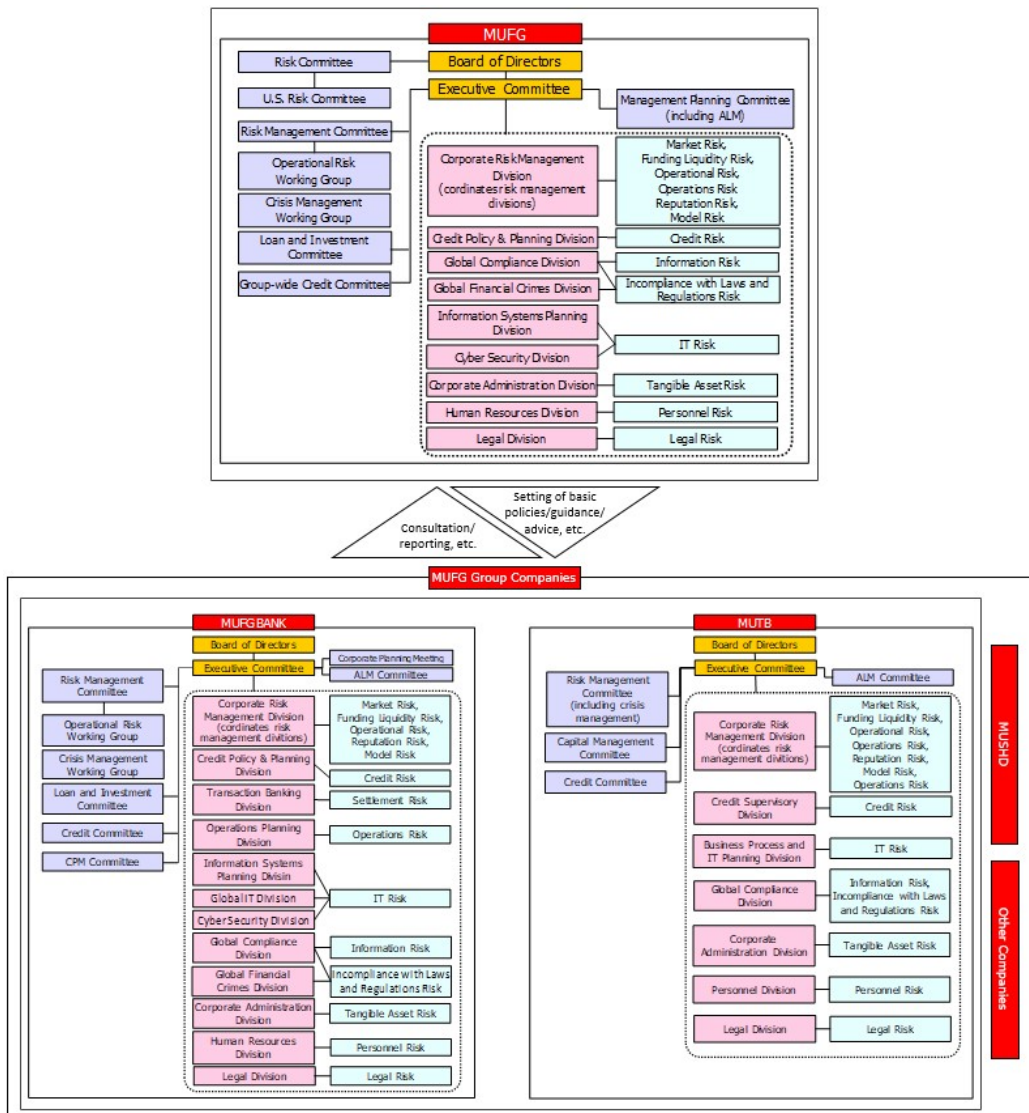 MUFG
Board of Directors
Executive Committee
Risk Committee
U.S. Risk Committee
Risk Management Committee
Operational Risk
Working Group
Crisis Management
Working Group
Loan and Investment
Committee
Group-wide Credit Committee
Management Planning Committee
(including ALM)
Corporate Risk Management
Division
(cordinates risk management
divisions)
Market Risk,
Funding Liquidity Risk,
Operational Risk,
Operations Risk
Reputation Risk,
Model Risk
Credit Policy & Planning Division
Credit Risk
Global Compliance Division
Information Risk
Global Financial Crimes Division
Incompliance with Laws and
Regulations Risk
Information Systems Planning
Division
Cyber Security Division
IT Risk
Corporate Administration Division
Tangible Asset Risk
Human Resources Division
Personnel Risk
Legal Division
Legal Risk
Consultation/
reporting, etc.
Setting of basic
policies/guidance/
advice, etc.
MUFG Group Companies
MUFG BANK
Board of Directors
Executive Committee
Corporate Planning Meeting
ALM Committee
Risk Management
Committee
Operational Risk
Working Group
Crisis Management
Working Group
Loan and Investment
Committee
Credit Committee
CPM Committee
Corporate Risk
Management Division
(cordinates risk
management divitions)
Market Risk,
Funding Liquidity Risk,
Operational Risk,
Reputation Risk,
Model Risk
Credit Policy & Planning
Division
Credit Risk
Transaction Banking
Division
Settlement Risk
Operations Planning
Division
Operations Risk
Information Systems
Planning Divisin
Global IT Division
Cyber Security Division
IT Risk
Global Compliance
Division
Information Risk
Global Financial
Crimes Division
Incompliance with Laws
and Regulations Risk
Corporate Administration
Division
Tangible Asset Risk
Human Resources
Division
Personnel Risk
Legal Division
Legal Risk
MUTB
Board of Directors
Executive Committee
ALM Committee
Risk Management
Committee
(including crisis
management)
Capital Management
Committee
Credit Committee
Corporate Risk
Management Division
(cordinates risk
management divitions)
Market Risk,
Funding Liquidity Risk,
Operational Risk,
Operations Risk,
Reputation Risk,
Model Risk,
Operations Risk
Credit Supervisory
Division
Credit Risk
Business Process and
IT Planning Division
IT Risk
Global Compliance
Division
Information Risk,
Incompliance with Laws
and Regulations Risk
Corporate
Administration Division
Tangible Asset Risk
Personnel Division
Personnel Risk
Legal Division
Legal Risk
MUSHD
Other Companies